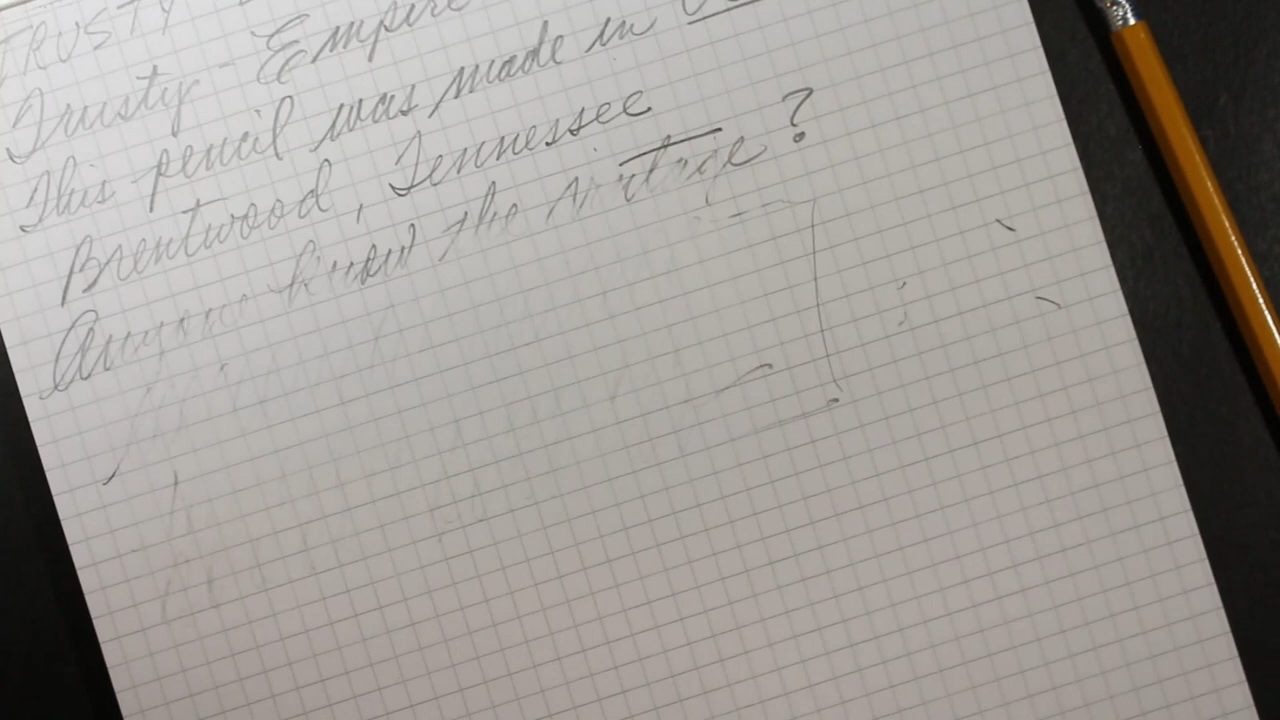 TRUSTY
Trusty - Empire
This pencil was made in
Brentwood, Tennessee
Anyone know the vintage?